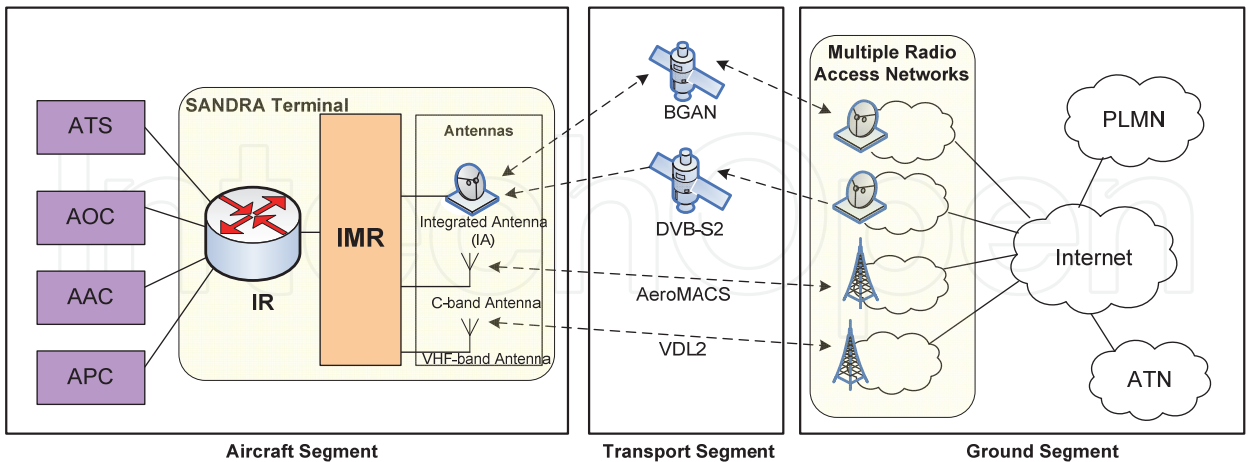 ATS
AOC
AAC
APC
SANDRA Terminal
IR
IMR
Antennas
Integrated Antenna
(IA)
C-band Antenna
VHF-band Antenna
Aircraft Segment
BGAN
DVB-S2
AeroMACS
VDL2
Transport Segment
Multiple Radio
Access Networks
PLMN
Internet
ATN
Ground Segment
IntechOpen